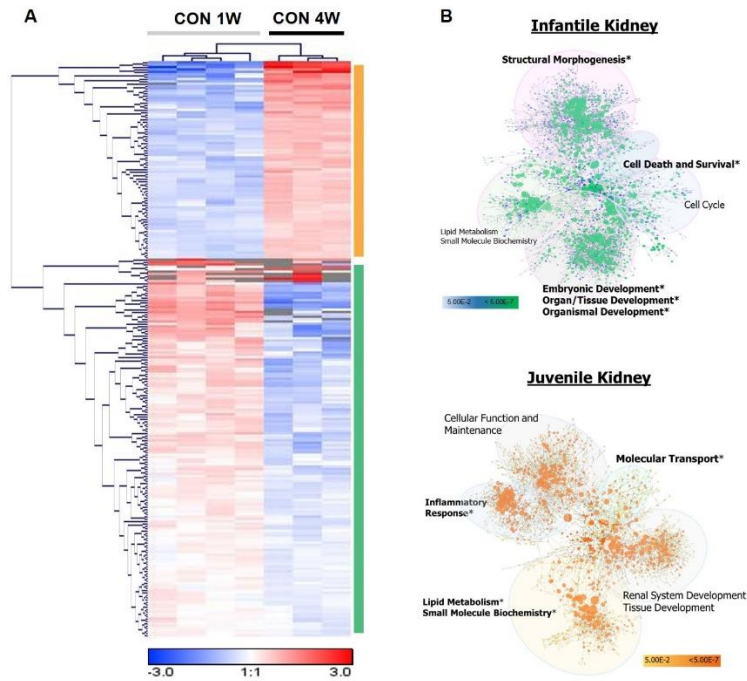 A
CON 1W
CON 4W
-3.0
1:1
3.0
B
Infantile Kidney
Structural Morphogenesis*
Cell Death and Survival*
Cell Cycle
Lipid Metabolism
Small Molecule Biochemistry
Embryonic Development*
Organ/Tissue Development*
Organismal Development*
5.00E-2
< 5.00E-7
Juvenile Kidney
Cellular Function and
Maintenance
Molecular Transport*
Inflammatory
Response*
Lipid Metabolism*
Small Molecule Biochemistry*
Renal System Development
Tissue Development
5.00E-2
<5.00E-7